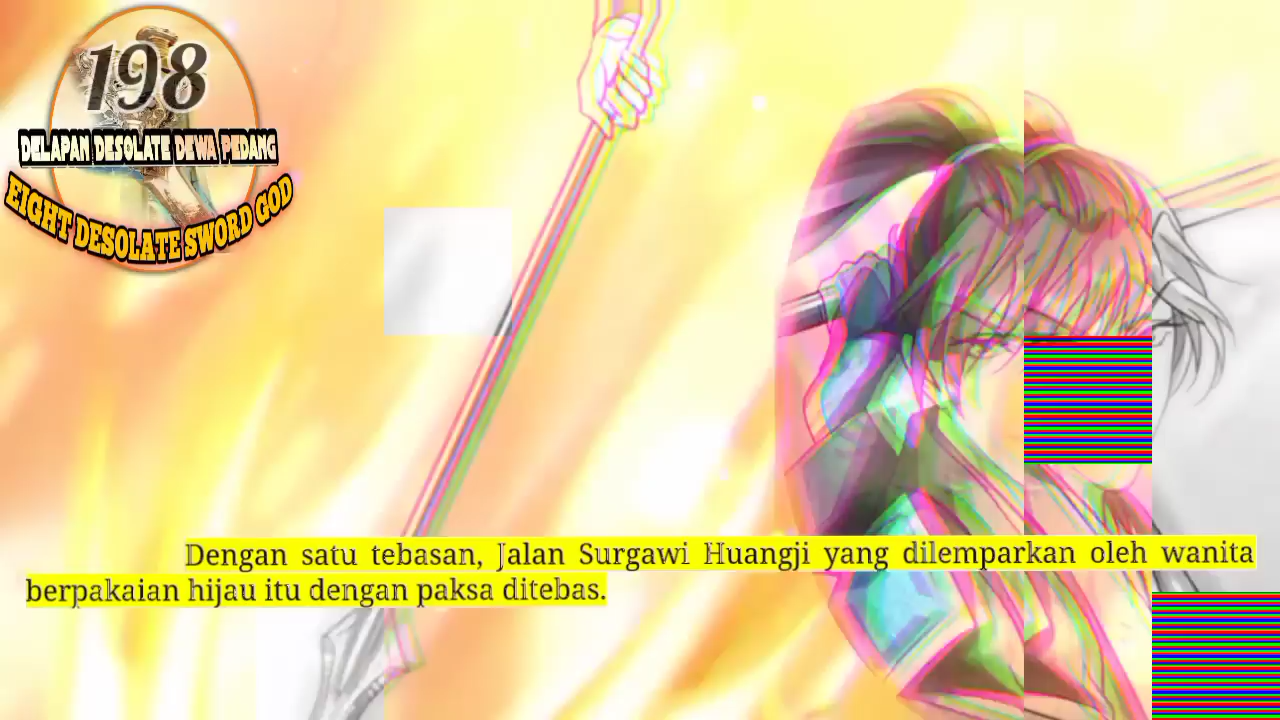 198
DELAPAN DESOLATE DEWA PEDANG
EIGHT DESOLATE SWORD GOD
Dengan satu tebasan, Jalan Surgawi Huangji yang dilemparkan oleh wanita
berpakaian hijau itu dengan paksa ditebas.